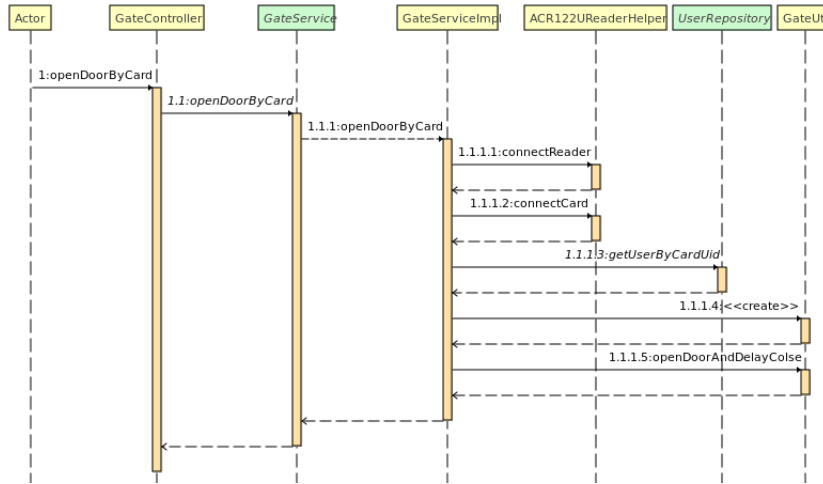 Actor GateController GateService GateServiceImpl ACR122UReaderHelper UserRepository GateUt
1:openDoorByCard
1.1:openDoorByCard
1.1.1:openDoorByCard
1.1.1.1:connectReader
1.1.1.2:connectCard
1.1.1.3:getUserByCardUid
1.1.1.4:<<create>>
1.1.1.5:openDoorAndDelayColse